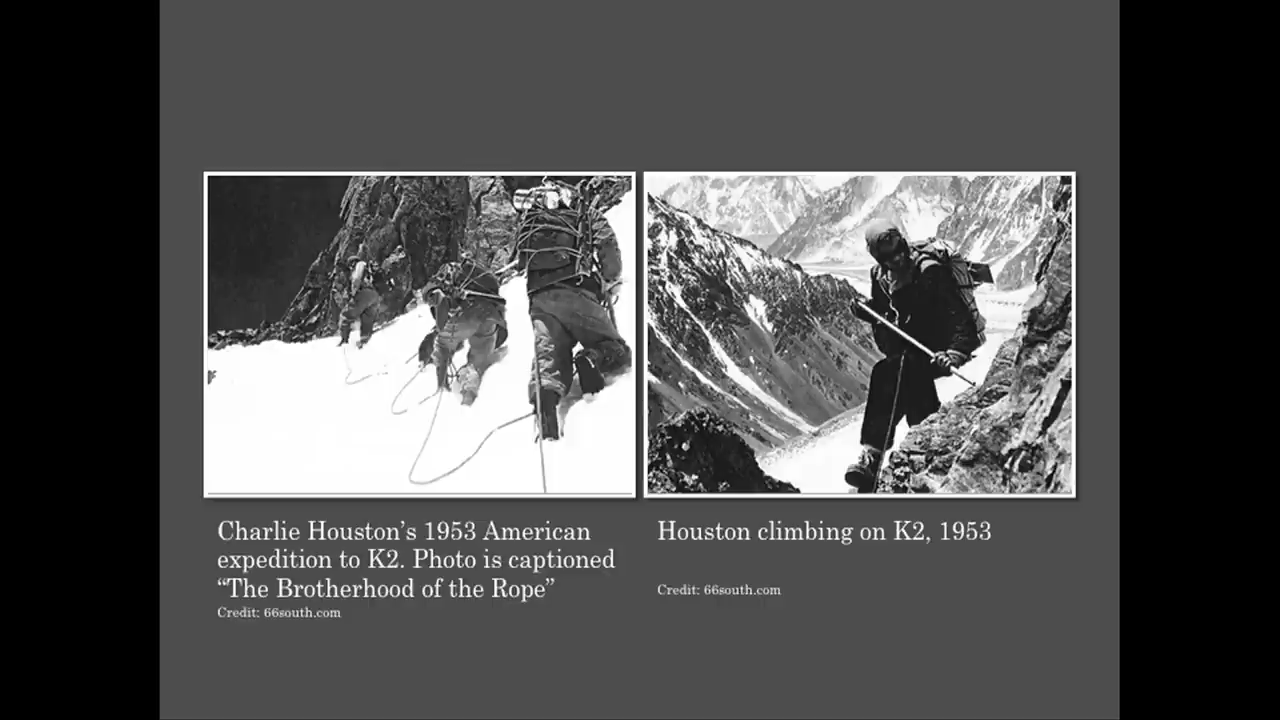 Charlie Houston’s 1953 American
expedition to K2. Photo is captioned
“The Brotherhood of the Rope”
Credit: 66south.com
Houston climbing on K2, 1953
Credit: 66south.com